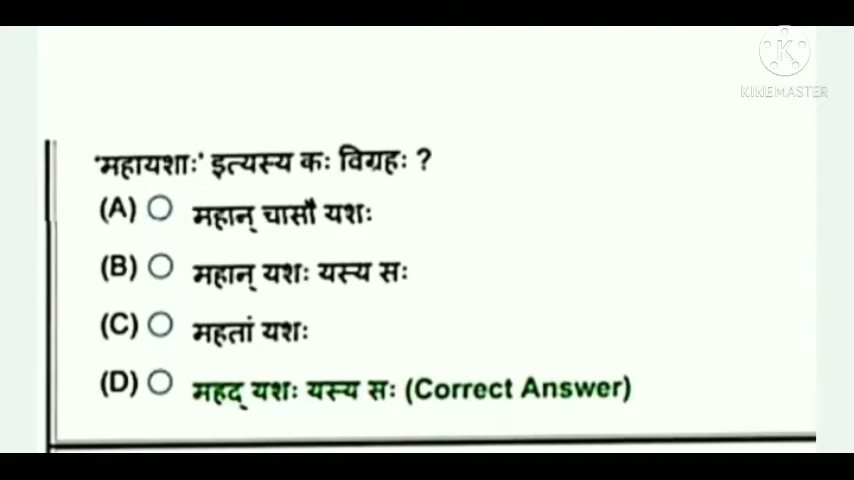 KINEMASTER
'महायशाः' इत्यस्य कः विग्रहः ?
(A) महान् चासौ यशः
(B) महान् यशः यस्य सः
(C) महतां यशः
(D) महद् यशः यस्य सः (Correct Answer)